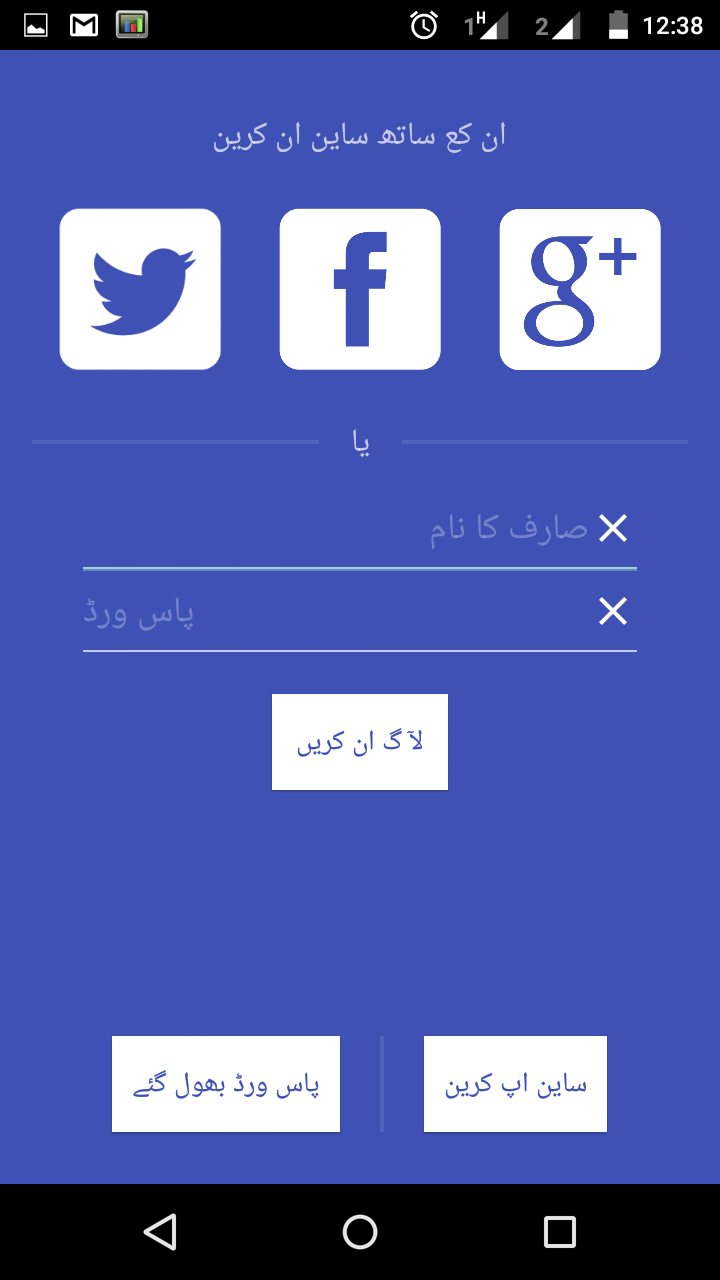 1 H 2 12:38
ان کع ساتھ ساین ان کرین
f g+
یا
صارف کا نام
پاس ورڈ
لآ گ ان کریں
ساین اپ کرین
پاس ورڈ بھول گئے